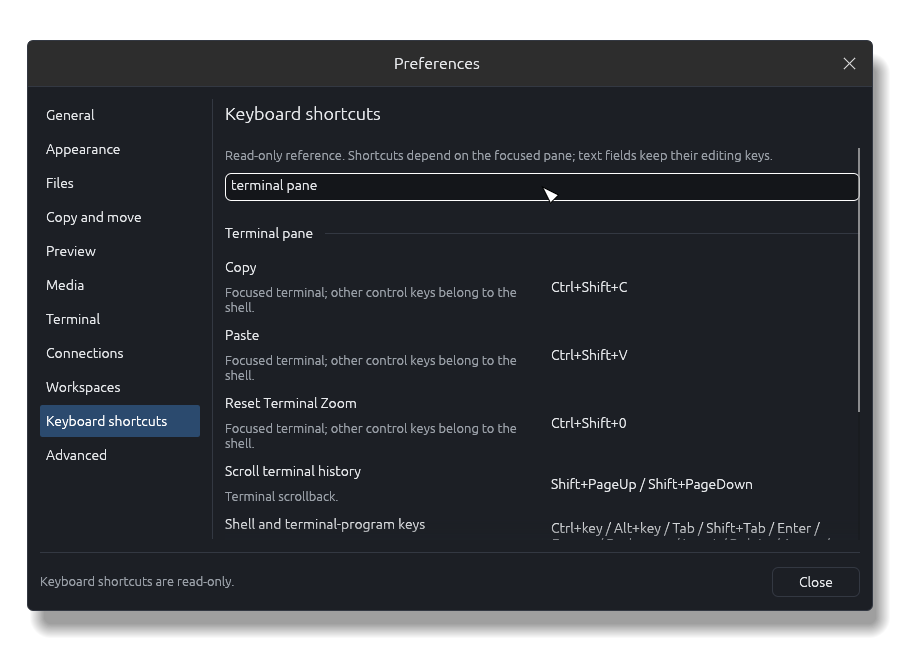 Preferences
General
Appearance
Files
Copy and move
Preview
Media
Terminal
Connections
Workspaces
Keyboard shortcuts
Advanced
Keyboard shortcuts
Read-only reference. Shortcuts depend on the focused pane; text fields keep their editing keys.
terminal pane
Terminal pane
Copy
Focused terminal; other control keys belong to the
shell.
Ctrl+Shift+C
Paste
Focused terminal; other control keys belong to the
shell.
Ctrl+Shift+V
Reset Terminal Zoom
Focused terminal; other control keys belong to the
shell.
Ctrl+Shift+0
Scroll terminal history
Terminal scrollback.
Shift+PageUp / Shift+PageDown
Shell and terminal-program keys
Ctrl+key / Alt+key / Tab / Shift+Tab / Enter /
Keyboard shortcuts are read-only.
Close